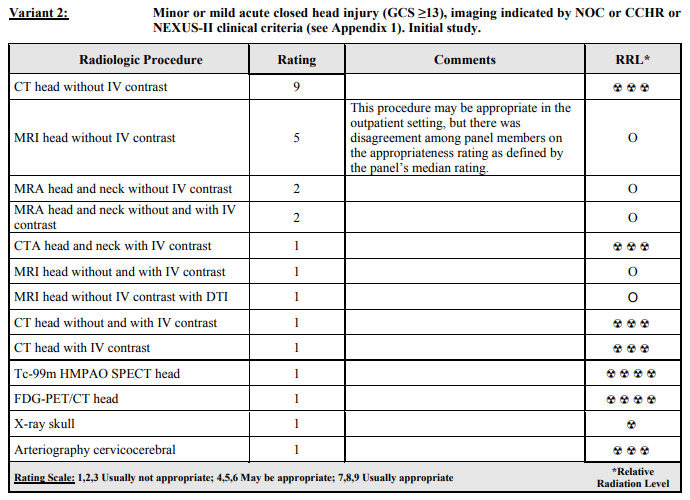 Variant 2: Minor or mild acute closed head injury (GCS ≥13), imaging indicated by NOC or CCHR or
NEXUS-II clinical criteria (see Appendix 1). Initial study.
Radiologic Procedure Rating Comments RRL*
CT head without IV contrast 9 ☢ ☢ ☢
MRI head without IV contrast 5 This procedure may be appropriate in the
outpatient setting, but there was
disagreement among panel members on
the appropriateness rating as defined by
the panel's median rating. O
MRA head and neck without IV contrast 2 O
MRA head and neck without and with IV
contrast 2 O
CTA head and neck with IV contrast 1 ☢ ☢ ☢
MRI head without and with IV contrast 1 O
MRI head without IV contrast with DTI 1 O
CT head without and with IV contrast 1 ☢ ☢ ☢
CT head with IV contrast 1 ☢ ☢ ☢
Tc-99m HMPAO SPECT head 1 ☢ ☢ ☢ ☢
FDG-PET/CT head 1 ☢ ☢ ☢ ☢
X-ray skull 1 ☢
Arteriography cervicocerebral 1 ☢ ☢ ☢
Rating Scale: 1,2,3 Usually not appropriate; 4,5,6 May be appropriate; 7,8,9 Usually appropriate *Relative
Radiation Level